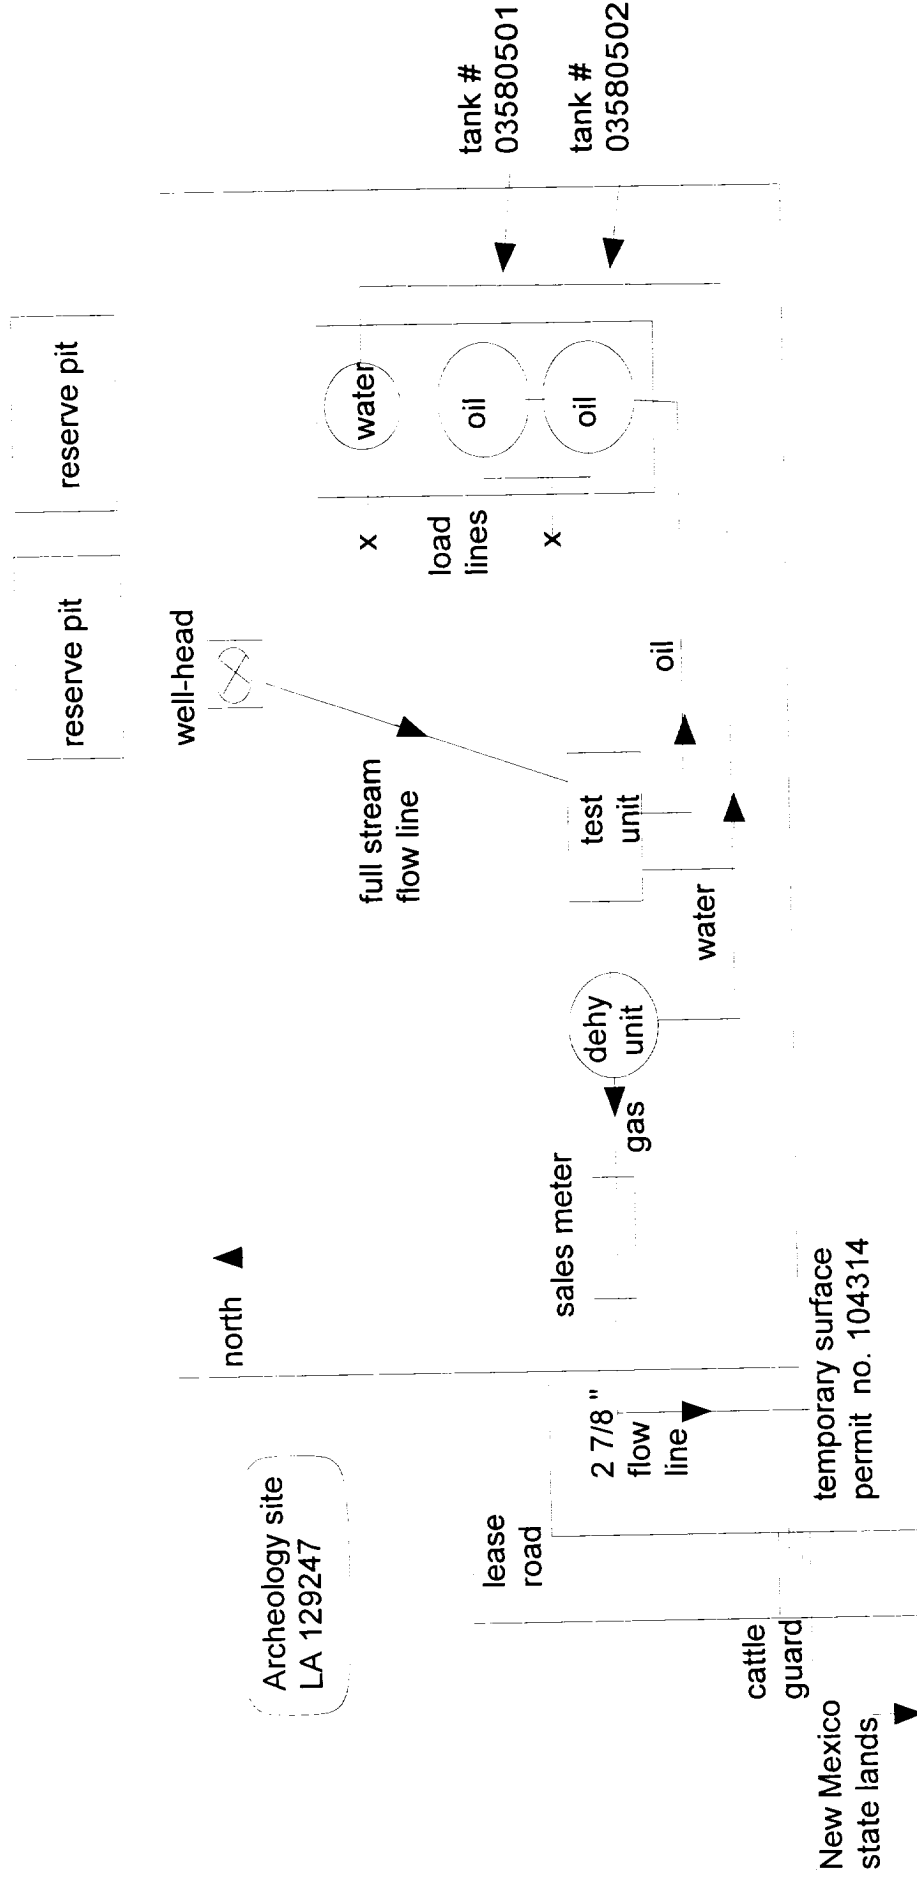 reserve pit
reserve pit
well-head
water
oil
oil
tank #
03580501
tank #
03580502
x
load
lines
x
full stream
flow line
test
unit
oil
water
dehy
unit
gas
sales meter
north
Archeology site
LA 129247
lease
road
2 7/8 "
flow
line
temporary surface
permit no. 104314
cattle
guard
New Mexico
state lands